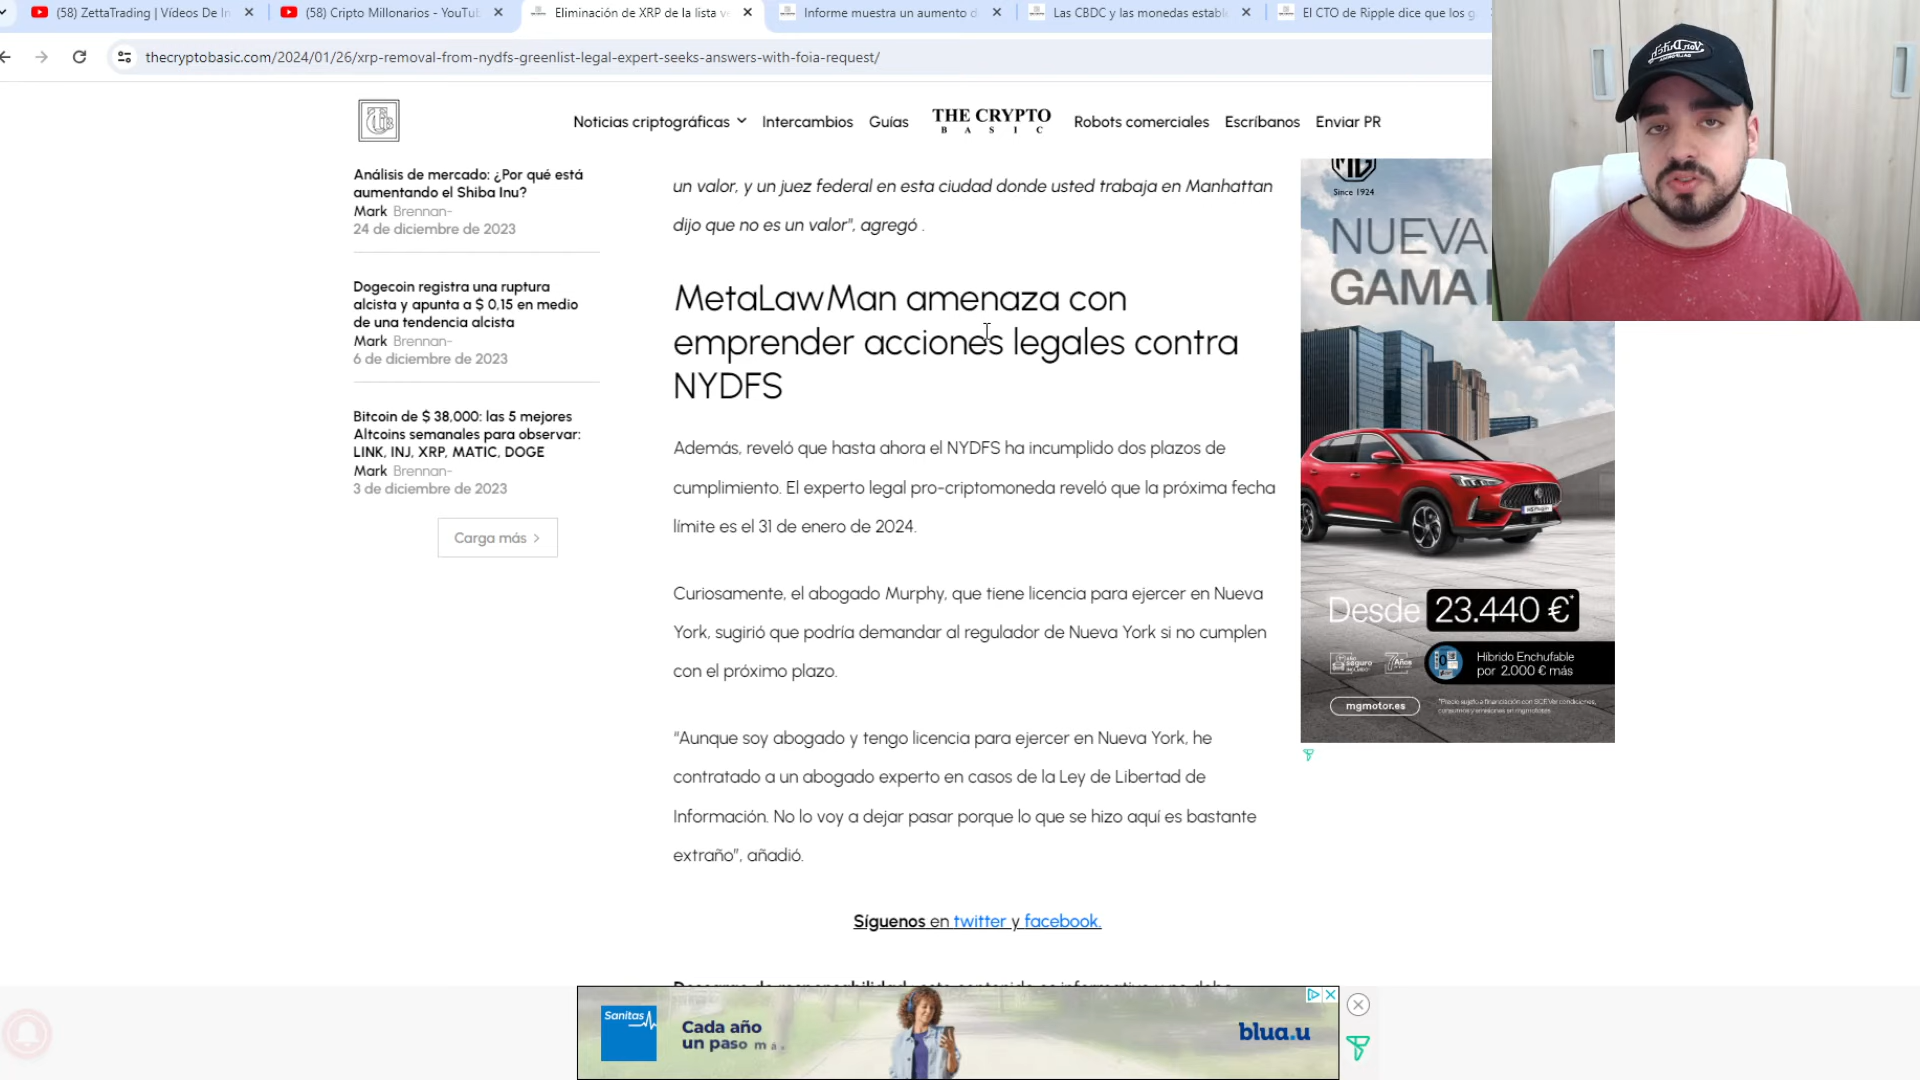 (58) ZettaTrading | Vídeos De In
(58) Cripto Millonarios - YouTub
Eliminación de XRP de la lista ve
Informe muestra un aumento d
Las CBDC y las monedas estable
El CTO de Ripple dice que los g
thecryptobasic.com/2024/01/26/xrp-removal-from-nydfs-greenlist-legal-expert-seeks-answers-with-foia-request/
Noticias criptográficas
Intercambios
Guías
THE CRYPTO
BASIC
Robots comerciales
Escríbanos
Enviar PR
Análisis de mercado: ¿Por qué está
aumentando el Shiba Inu?
Mark Brennan-
24 de diciembre de 2023
Dogecoin registra una ruptura
alcista y apunta a $ 0,15 en medio
de una tendencia alcista
Mark Brennan-
6 de diciembre de 2023
Bitcoin de $ 38,000: las 5 mejores
Altcoins semanales para observar:
LINK, INJ, XRP, MATIC, DOGE
Mark Brennan-
3 de diciembre de 2023
Carga más
un valor, y un juez federal en esta ciudad donde usted trabaja en Manhattan
dijo que no es un valor", agregó .
MetaLawMan amenaza con
emprender acciones legales contra
NYDFS
Además, reveló que hasta ahora el NYDFS ha incumplido dos plazos de
cumplimiento. El experto legal pro-criptomoneda reveló que la próxima fecha
límite es el 31 de enero de 2024.
Curiosamente, el abogado Murphy, que tiene licencia para ejercer en Nueva
York, sugirió que podría demandar al regulador de Nueva York si no cumplen
con el próximo plazo.
“Aunque soy abogado y tengo licencia para ejercer en Nueva York, he
contratado a un abogado experto en casos de la Ley de Libertad de
Información. No lo voy a dejar pasar porque lo que se hizo aquí es bastante
extraño”, añadió.
Síguenos en twitter y facebook.
MG
Since 1924
NUEVA
GAMA
Desde 23.440 €*
7 Años
Híbrido Enchufable
por 2.000 € más
mgmotor.es
Sanitas
Cada año
un paso má
blua.u